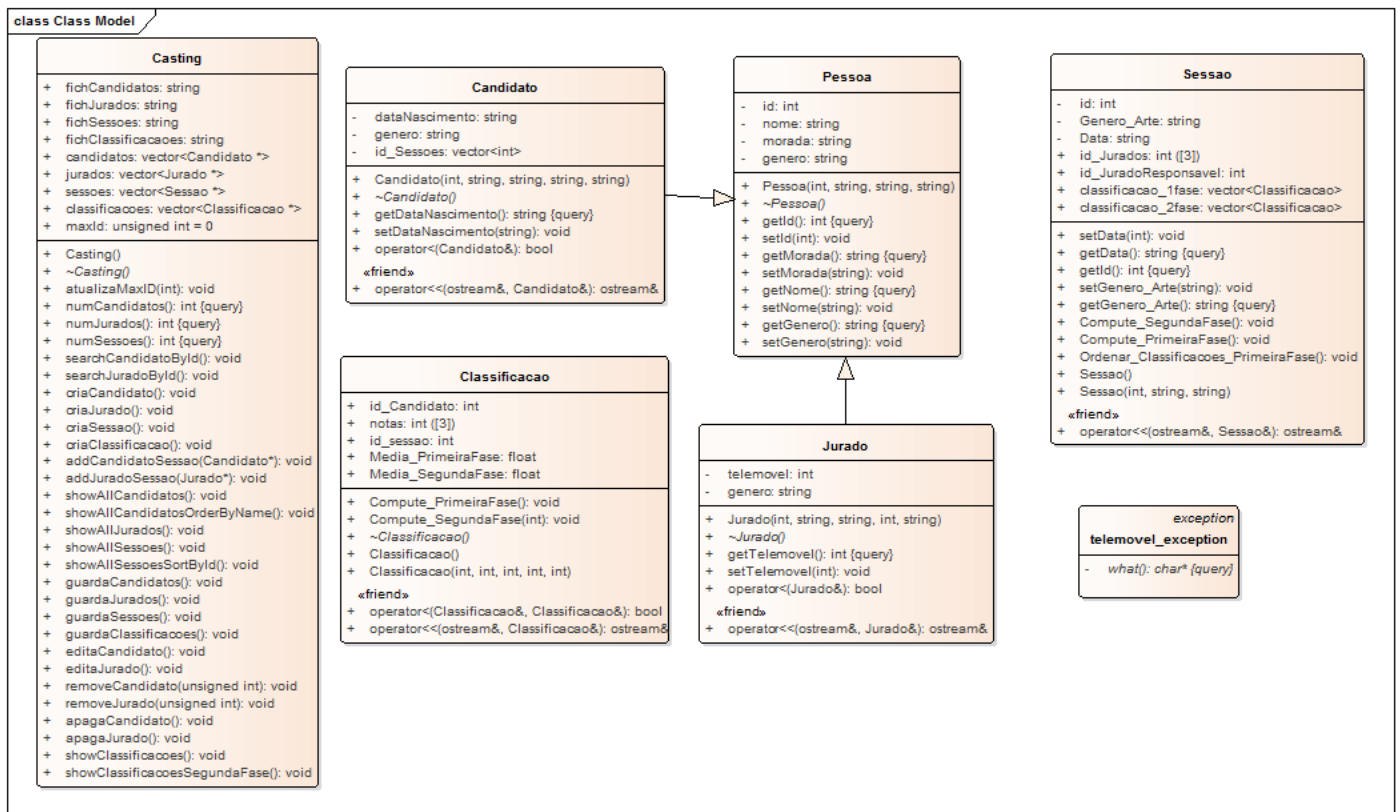 class Class Model
Casting
+ fichCandidatos: string
+ fichJurados: string
+ fichSessoes: string
+ fichClassificacaoes: string
+ candidatos: vector<Candidato *>
+ jurados: vector<Jurado *>
+ sessoes: vector<Sessao *>
+ classificacoes: vector<Classificacao *>
+ maxId: unsigned int = 0
+ Casting()
+ ~Casting()
+ atualizaMaxID(int): void
+ numCandidatos(): int {query}
+ numJurados(): int {query}
+ numSessoes(): int {query}
+ searchCandidatoById(): void
+ searchJuradoById(): void
+ criaCandidato(): void
+ criaJurado(): void
+ criaSessao(): void
+ criaClassificacao(): void
+ addCandidatoSessao(Candidato*): void
+ addJuradoSessao(Jurado*): void
+ showAllCandidatos(): void
+ showAllCandidatosOrderByName(): void
+ showAllJurados(): void
+ showAllSessoes(): void
+ showAllSessoesSortById(): void
+ guardaCandidatos(): void
+ guardaJurados(): void
+ guardaSessoes(): void
+ guardaClassificacoes(): void
+ editaCandidato(): void
+ editaJurado(): void
+ removeCandidato(unsigned int): void
+ removeJurado(unsigned int): void
+ apagaCandidato(): void
+ apagaJurado(): void
+ showClassificacoes(): void
+ showClassificacoesSegundaFase(): void
Candidato
- dataNascimento: string
- genero: string
- id_Sessoes: vector<int>
+ Candidato(int, string, string, string, string)
+ ~Candidato()
+ getDataNascimento(): string {query}
+ setDataNascimento(string): void
+ operator<(Candidato&): bool
«friend»
+ operator<<(ostream&, Candidato&): ostream&
Classificacao
+ id_Candidato: int
+ notas: int ([3])
+ id_sessao: int
+ Media_PrimeiraFase: float
+ Media_SegundaFase: float
+ Compute_PrimeiraFase(): void
+ Compute_SegundaFase(int): void
+ ~Classificacao()
+ Classificacao()
+ Classificacao(int, int, int, int, int)
«friend»
+ operator<(Classificacao&, Classificacao&): bool
+ operator<<(ostream&, Classificacao&): ostream&
Pessoa
- id: int
- nome: string
- morada: string
- genero: string
+ Pessoa(int, string, string, string)
+ ~Pessoa()
+ getId(): int {query}
+ setId(int): void
+ getMorada(): string {query}
+ setMorada(string): void
+ getNome(): string {query}
+ setNome(string): void
+ getGenero(): string {query}
+ setGenero(string): void
Jurado
- telemovel: int
- genero: string
+ Jurado(int, string, string, int, string)
+ ~Jurado()
+ getTelemovel(): int {query}
+ setTelemovel(int): void
+ operator<(Jurado&): bool
«friend»
+ operator<<(ostream&, Jurado&): ostream&
Sessao
- id: int
- Genero_Arte: string
- Data: string
+ id_Jurados: int ([3])
+ id_JuradoResponsavel: int
+ classificacao_1fase: vector<Classificacao>
+ classificacao_2fase: vector<Classificacao>
+ setData(int): void
+ getData(): string {query}
+ getId(): int {query}
+ setGenero_Arte(string): void
+ getGenero_Arte(): string {query}
+ Compute_SegundaFase(): void
+ Compute_PrimeiraFase(): void
+ Ordenar_Classificacoes_PrimeiraFase(): void
+ Sessao()
+ Sessao(int, string, string)
«friend»
+ operator<<(ostream&, Sessao&): ostream&
exception
telemovel_exception
- what(): char* {query}